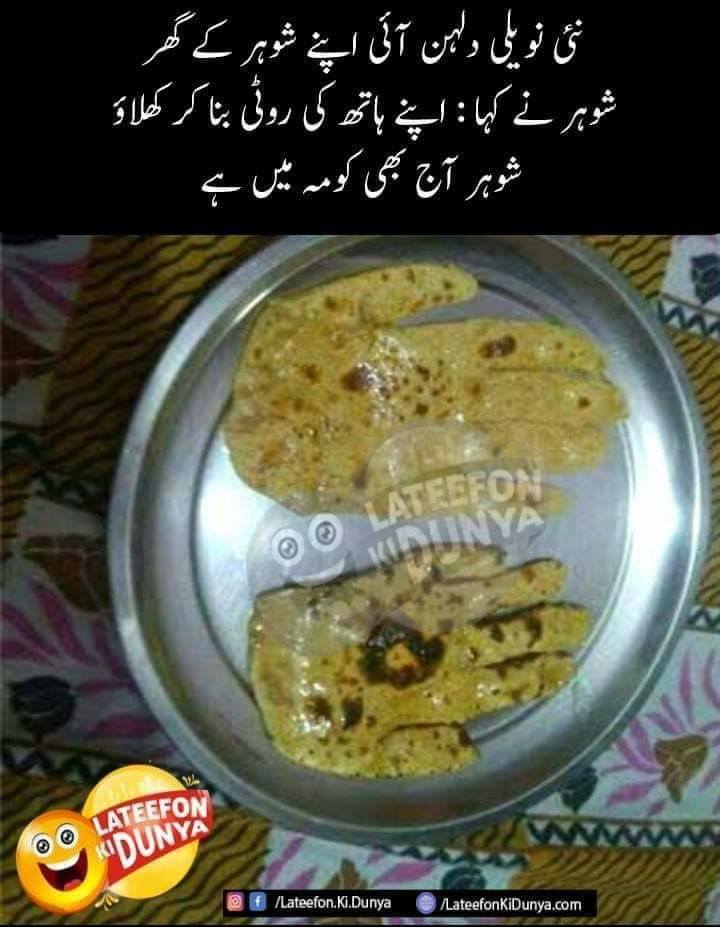 نئی نویلی دلہن آئی اپنے شوہر کے گھر
شوہر نے کہا : اپنے ہاتھ کی روٹی بنا کر کھلاؤ
شوہر آج بھی کومہ میں ہے
LATEEFON
KI DUNYA
LATEEFON
KI DUNYA
/Lateefon.Ki.Dunya
/LateefonKiDunya.com